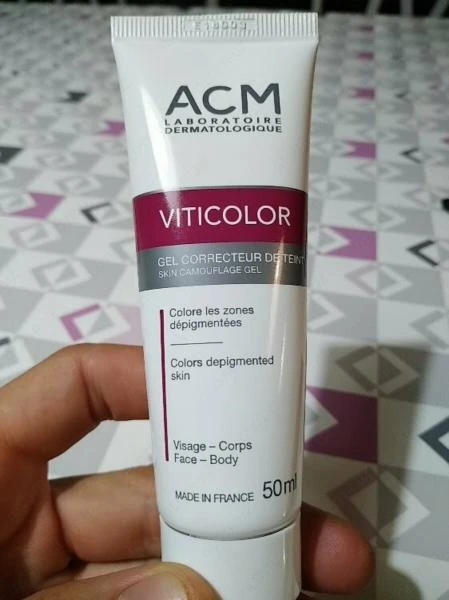 ACM
LABORATOIRE
DERMATOLOGIQUE
VITICOLOR
GEL CORRECTEUR DE TEINT
SKIN CAMOUFLAGE GEL
Colore les zones
dépigmentées
Colors depigmented
skin
Visage – Corps
Face – Body
MADE IN FRANCE 50ml